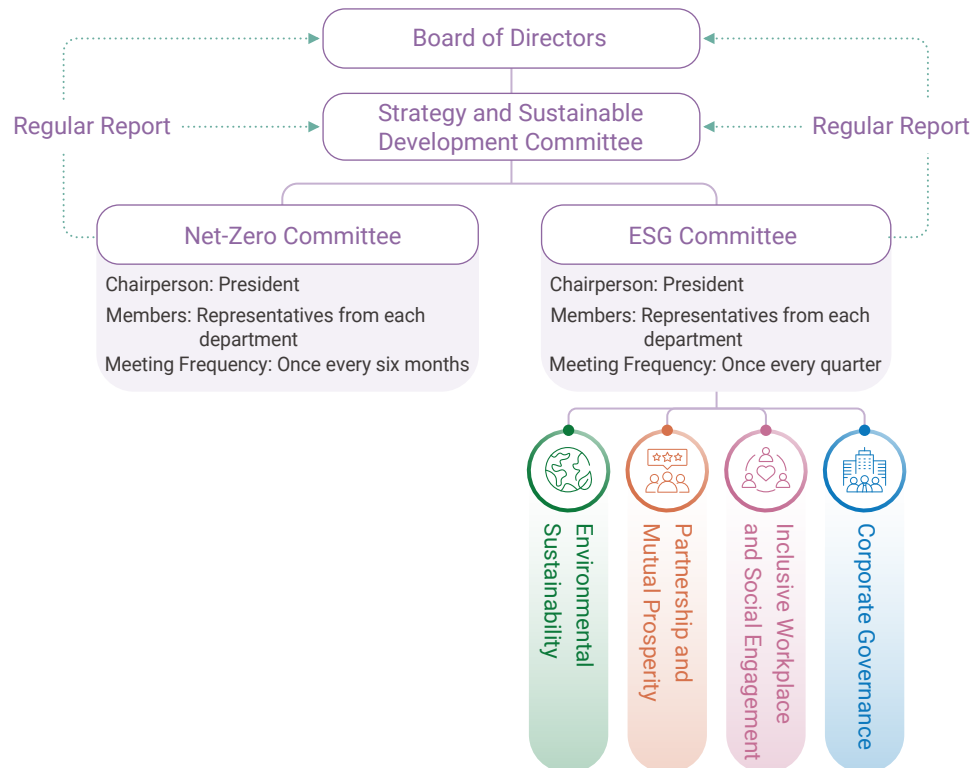 Board of Directors
Regular Report
Strategy and Sustainable
Development Committee
Regular Report
Net-Zero Committee
Chairperson: President
Members: Representatives from each
department
Meeting Frequency: Once every six months
ESG Committee
Chairperson: President
Members: Representatives from each
department
Meeting Frequency: Once every quarter
Environmental
Sustainability
Partnership and
Mutual Prosperity
Inclusive Workplace
and Social Engagement
Corporate Governance